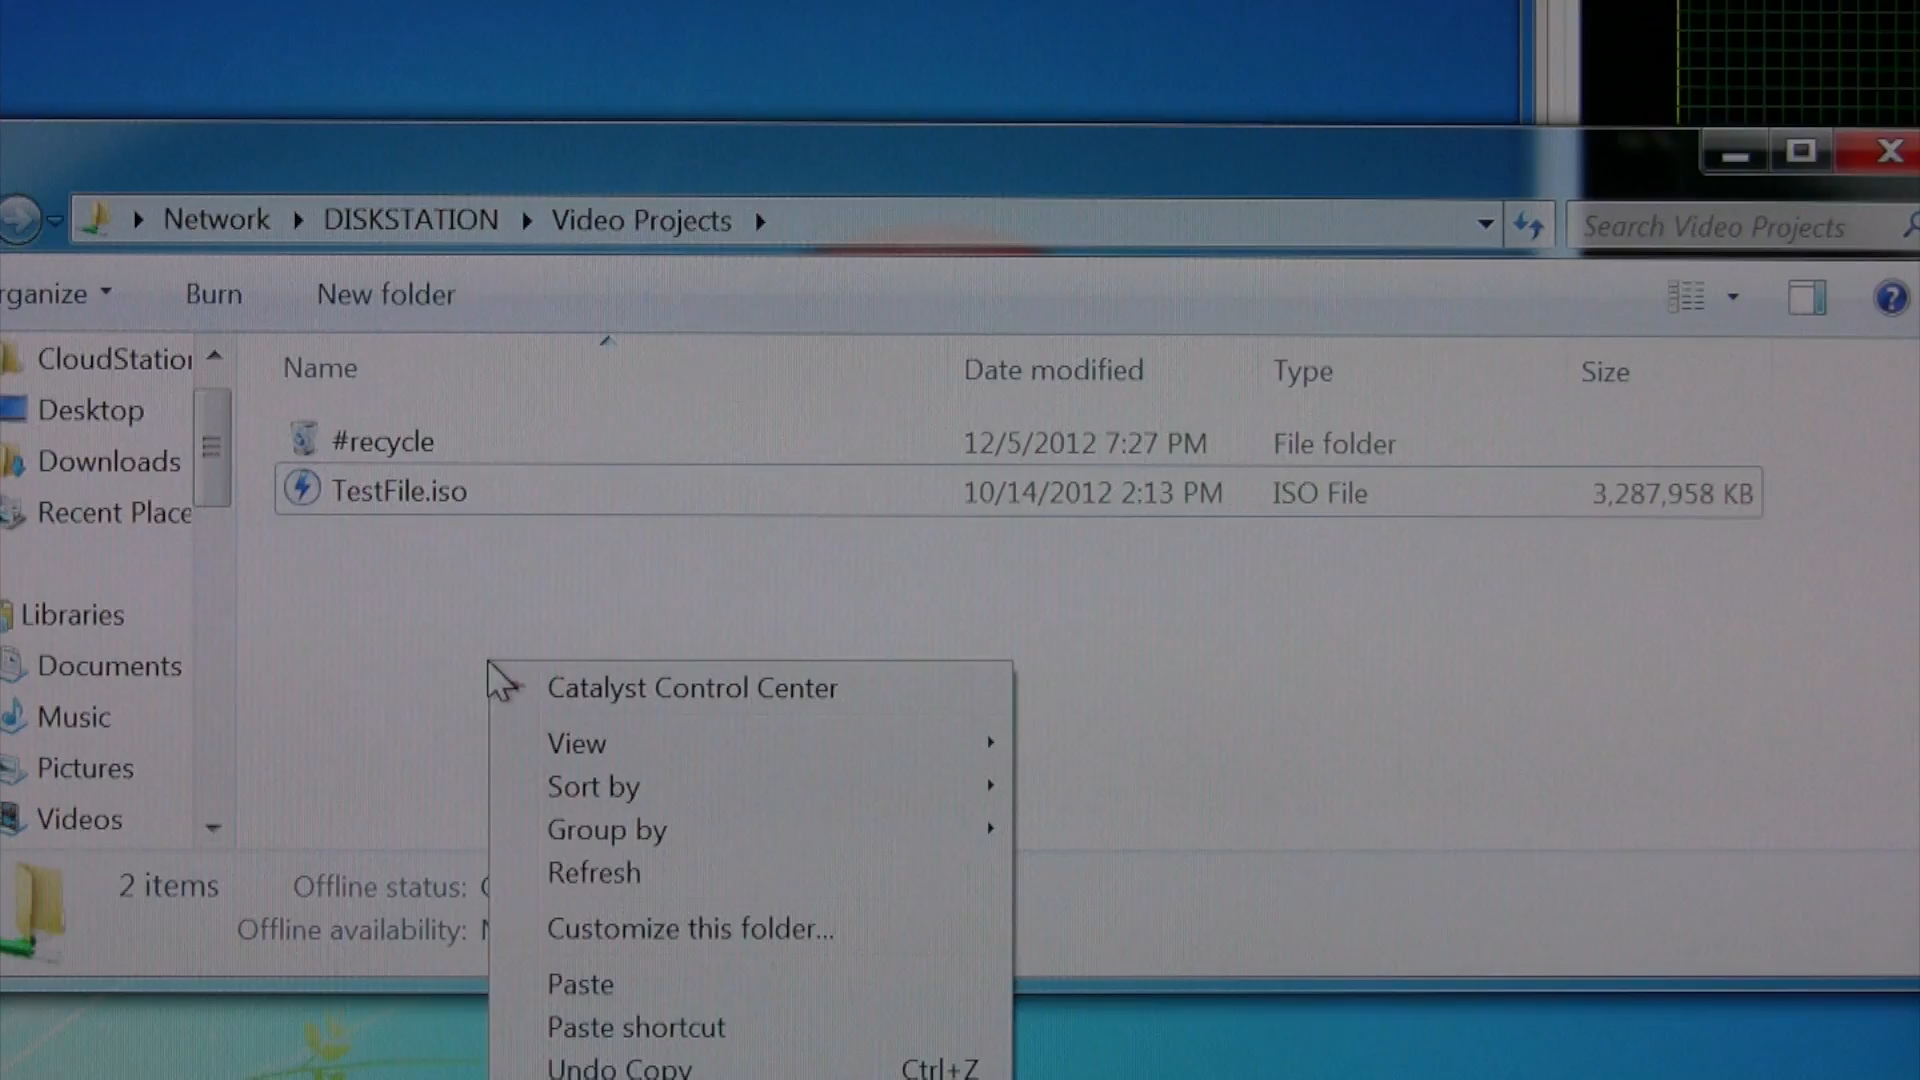 Network DISKSTATION Video Projects
Search Video Projects
rganize Burn New folder
Name Date modified Type Size
CloudStation
Desktop
Downloads
Recent Place
Libraries
Documents
Music
Pictures
Videos
#recycle 12/5/2012 7:27 PM File folder
TestFile.iso 10/14/2012 2:13 PM ISO File 3,287,958 KB
Catalyst Control Center
View
Sort by
Group by
Refresh
Customize this folder...
Paste
Paste shortcut
Undo Copy Ctrl+Z
2 items Offline status:
Offline availability: